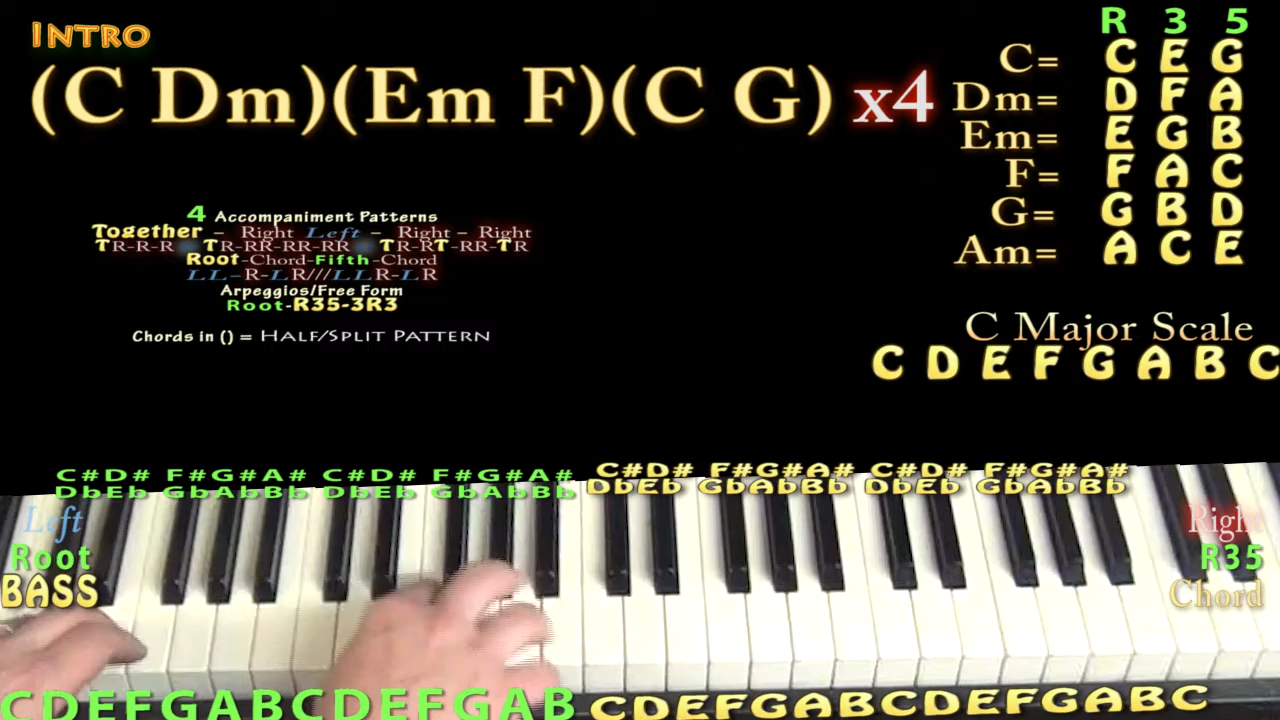 INTRO
(C Dm)(Em F)(C G) x4
R 3 5
C= C E G
Dm= D F A
Em= E G B
F= F A C
G= G B D
Am= A C E
4 Accompaniment Patterns
Together - Right Left - Right - Right
TR-R-R TR-RR-RR-RR TR-RT-RR-TR
Root-Chord-Fifth-Chord
LL-R-LR///LLR-LR
Arpeggios/Free Form
Root-R35-3R3
Chords in () = HALF/SPLIT PATTERN
C Major Scale
C D E F G A B C
C#D# F#G#A# C#D# F#G#A# C#D# F#G#A# C#D# F#G#A#
DbEb GbAbBb DbEb GbAbBb DbEb GbAbBb DbEb GbAbBb
Left
Root
BASS
Right
R35
Chord
CDEFGABCDEFGAB CDEFGABCDEFGABC